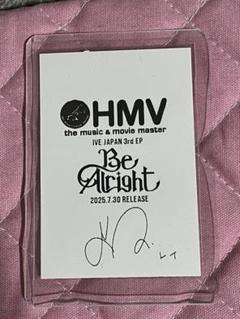 HMV
the music & movie master
IVE JAPAN 3rd EP
Be
Alright
2025.7.30 RELEASE
レイ